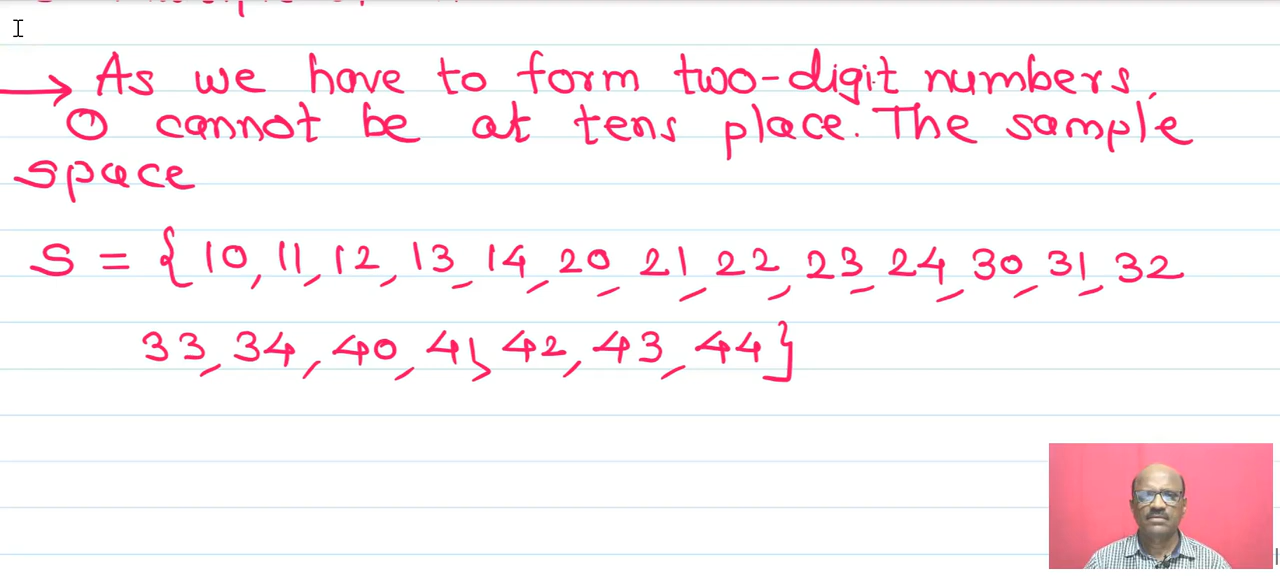 → As we have to form two-digit numbers,
0 cannot be at tens place. The sample
space
S = { 10, 11, 12, 13, 14, 20, 21, 22, 23, 24, 30, 31, 32
33, 34, 40, 41, 42, 43, 44 }